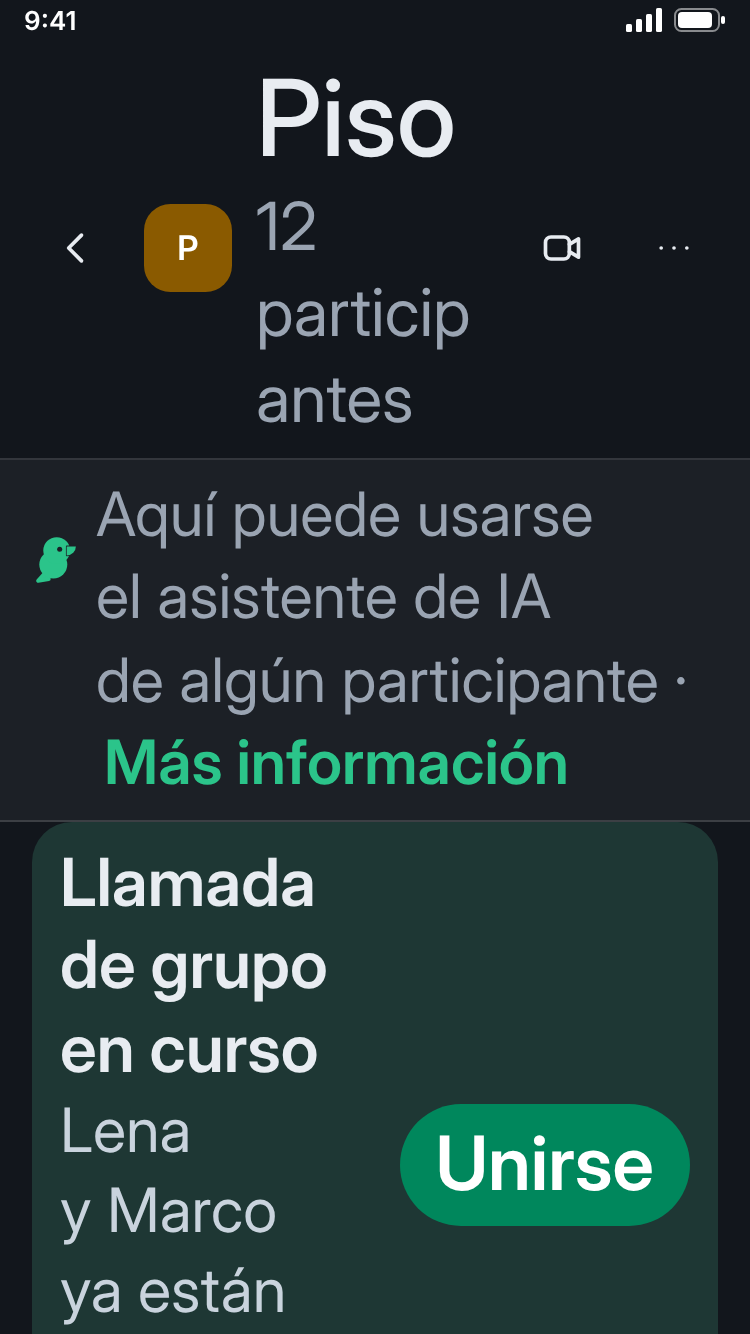 9:41
Piso
P
12
particip
antes
Aquí puede usarse
el asistente de IA
de algún participante ·
Más información
Llamada
de grupo
en curso
Lena
y Marco
ya están
Unirse